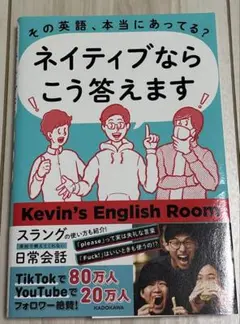 その英語、本当にあってる?
ネイティブなら
こう答えます
Kevin's English Room
スラングの使い方も紹介!
日常会話
「please」って実は失礼な言葉
「Fuck!」はいいときも使うの!?
TikTokで80万人
YouTubeで20万人
フォロワー絶賛!
KADOKAWA